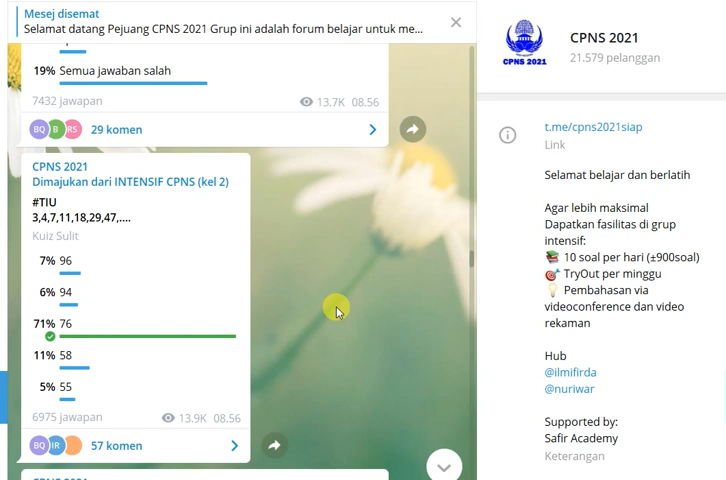 Mesej disemat
Selamat datang Pejuang CPNS 2021 Grup ini adalah forum belajar untuk me...
19% Semua jawaban salah
7432 jawapan
13.7K 08.56
BQ B RS 29 komen
CPNS 2021
Dimajukan dari INTENSIF CPNS (kel 2)
#TIU
3,4,7,11,18,29,47,....
Kuiz Sulit
7% 96
6% 94
71% 76
11% 58
5% 55
6975 jawapan
13.9K 08.56
BQ IR 57 komen
CPNS 2021
CPNS 2021
21.579 pelanggan
t.me/cpns2021siap
Link
Selamat belajar dan berlatih
Agar lebih maksimal
Dapatkan fasilitas di grup
intensif:
📚 10 soal per hari (±900soal)
🎯 TryOut per minggu
💡 Pembahasan via
videoconference dan video
rekaman
Hub
@ilmifirda
@nuriwar
Supported by:
Safir Academy
Keterangan